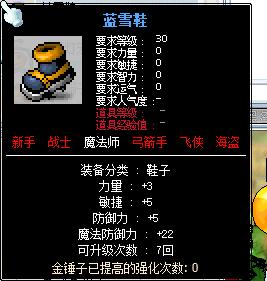 蓝雪鞋
要求等级： 30
要求力量： 0
要求敏捷： 0
要求智力： 0
要求运气： 0
要求人气度： -
道具等级： -
道具经验值： -
新手 战士 魔法师 弓箭手 飞侠 海盗
装备分类 : 鞋子
力量 : +3
敏捷 : +5
防御力 : +5
魔法防御力 : +22
可升级次数 : 7回
金锤子已提高的强化次数: 0